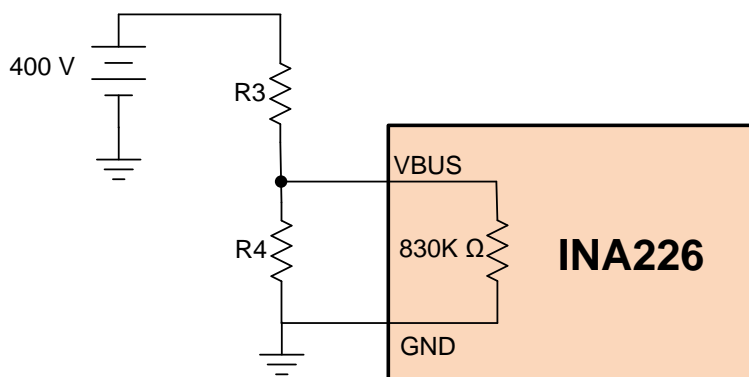 400 V
R3
VBUS
R4
830K Ω
INA226
GND